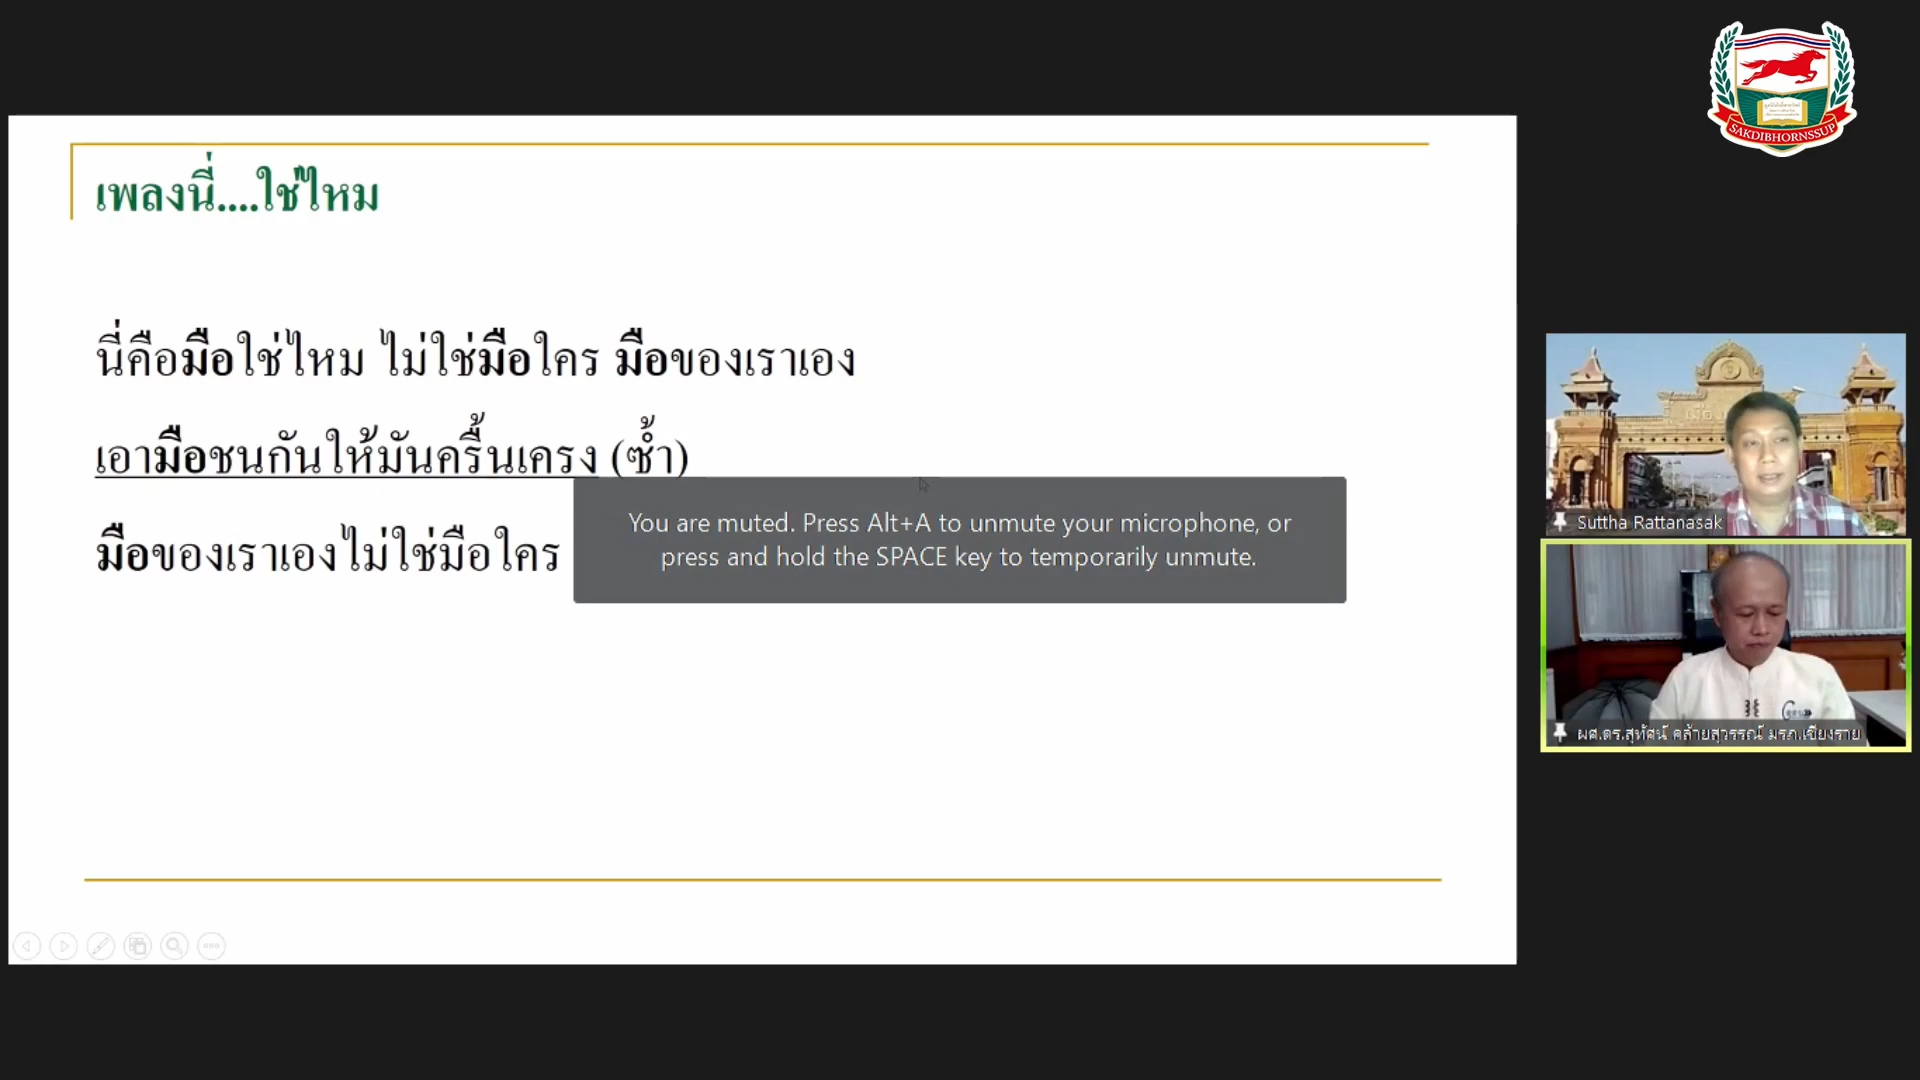 SAKDIBHORNSSUP
เพลงนี่....ใช่ไหม
นี่คือมือใช่ไหม ไม่ใช่มือใคร มือของเราเอง
เอามือชนกันให้มันครื้นเครง (ซ้ำ)
มือของเราเองไม่ใช่มือใคร
You are muted. Press Alt+A to unmute your microphone, or
press and hold the SPACE key to temporarily unmute.
Suttha Rattanasak
ผศ.ดร.สุทัศน์ คล้ายสุวรรณ์ มรภ.เชียงราย